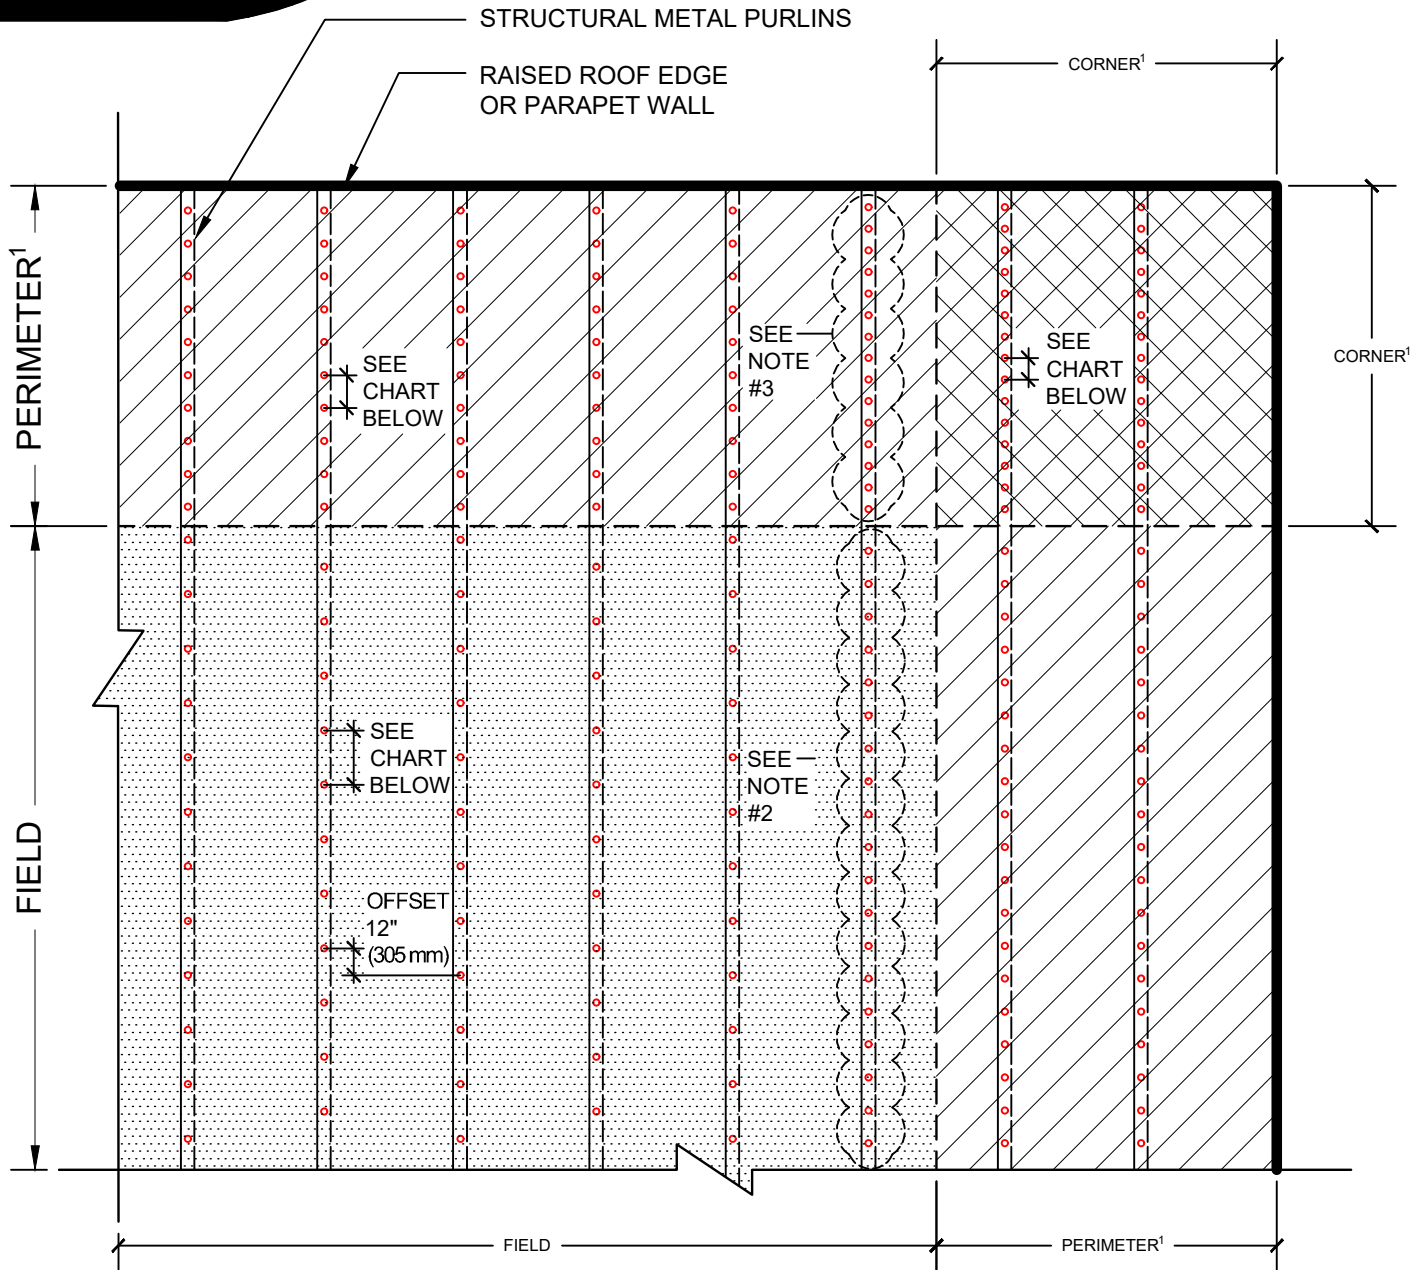 STRUCTURAL METAL PURLINS
RAISED ROOF EDGE
OR PARAPET WALL
CORNER¹
PERIMETER¹
CORNER¹
SEE
CHART
BELOW
SEE
NOTE
#3
SEE
CHART
BELOW
FIELD
SEE
CHART
BELOW
SEE
NOTE
#2
OFFSET
12"
(305 mm)
FIELD
PERIMETER¹